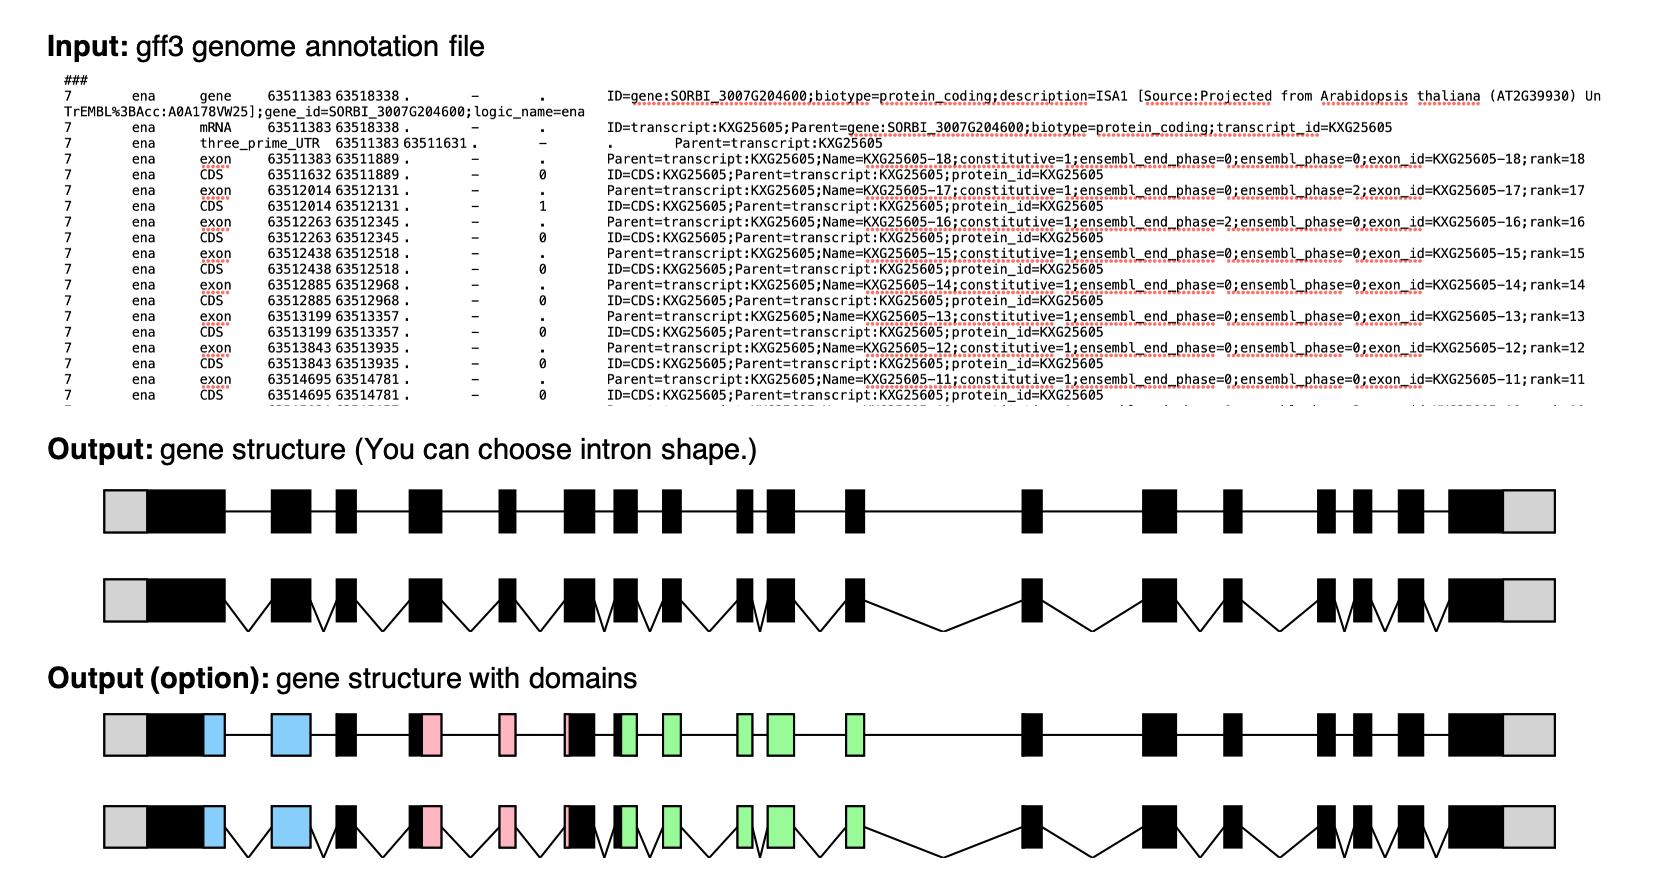 Input: gff3 genome annotation file
###
7 ena gene 63511383 63518338 . - . ID=gene:SORBI_3007G204600;biotype=protein_coding;description=ISA1 [Source:Projected from Arabidopsis thaliana (AT2G39930) Un
TrEMBL%3BAcc:A0A178VW25];gene_id=SORBI_3007G204600;logic_name=ena
7 ena mRNA 63511383 63518338 . - . ID=transcript:KXG25605;Parent=gene:SORBI_3007G204600;biotype=protein_coding;transcript_id=KXG25605
7 ena three_prime_UTR 63511383 63511631 . - . Parent=transcript:KXG25605
7 ena exon 63511383 63511889 . - . Parent=transcript:KXG25605;Name=KXG25605-18;constitutive=1;ensembl_end_phase=0;ensembl_phase=0;exon_id=KXG25605-18;rank=18
7 ena CDS 63511632 63511889 . - 0 ID=CDS:KXG25605;Parent=transcript:KXG25605;protein_id=KXG25605
7 ena exon 63512014 63512131 . - . Parent=transcript:KXG25605;Name=KXG25605-17;constitutive=1;ensembl_end_phase=0;ensembl_phase=2;exon_id=KXG25605-17;rank=17
7 ena CDS 63512014 63512131 . - 1 ID=CDS:KXG25605;Parent=transcript:KXG25605;protein_id=KXG25605
7 ena exon 63512263 63512345 . - . Parent=transcript:KXG25605;Name=KXG25605-16;constitutive=1;ensembl_end_phase=2;ensembl_phase=0;exon_id=KXG25605-16;rank=16
7 ena CDS 63512263 63512345 . - 0 ID=CDS:KXG25605;Parent=transcript:KXG25605;protein_id=KXG25605
7 ena exon 63512438 63512518 . - . Parent=transcript:KXG25605;Name=KXG25605-15;constitutive=1;ensembl_end_phase=0;ensembl_phase=0;exon_id=KXG25605-15;rank=15
7 ena CDS 63512438 63512518 . - 0 ID=CDS:KXG25605;Parent=transcript:KXG25605;protein_id=KXG25605
7 ena exon 63512885 63512968 . - . Parent=transcript:KXG25605;Name=KXG25605-14;constitutive=1;ensembl_end_phase=0;ensembl_phase=0;exon_id=KXG25605-14;rank=14
7 ena CDS 63512885 63512968 . - 0 ID=CDS:KXG25605;Parent=transcript:KXG25605;protein_id=KXG25605
7 ena exon 63513199 63513357 . - . Parent=transcript:KXG25605;Name=KXG25605-13;constitutive=1;ensembl_end_phase=0;ensembl_phase=0;exon_id=KXG25605-13;rank=13
7 ena CDS 63513199 63513357 . - 0 ID=CDS:KXG25605;Parent=transcript:KXG25605;protein_id=KXG25605
7 ena exon 63513843 63513935 . - . Parent=transcript:KXG25605;Name=KXG25605-12;constitutive=1;ensembl_end_phase=0;ensembl_phase=0;exon_id=KXG25605-12;rank=12
7 ena CDS 63513843 63513935 . - 0 ID=CDS:KXG25605;Parent=transcript:KXG25605;protein_id=KXG25605
7 ena exon 63514695 63514781 . - . Parent=transcript:KXG25605;Name=KXG25605-11;constitutive=1;ensembl_end_phase=0;ensembl_phase=0;exon_id=KXG25605-11;rank=11
7 ena CDS 63514695 63514781 . - 0 ID=CDS:KXG25605;Parent=transcript:KXG25605;protein_id=KXG25605
Output: gene structure (You can choose intron shape.)
Output (option): gene structure with domains